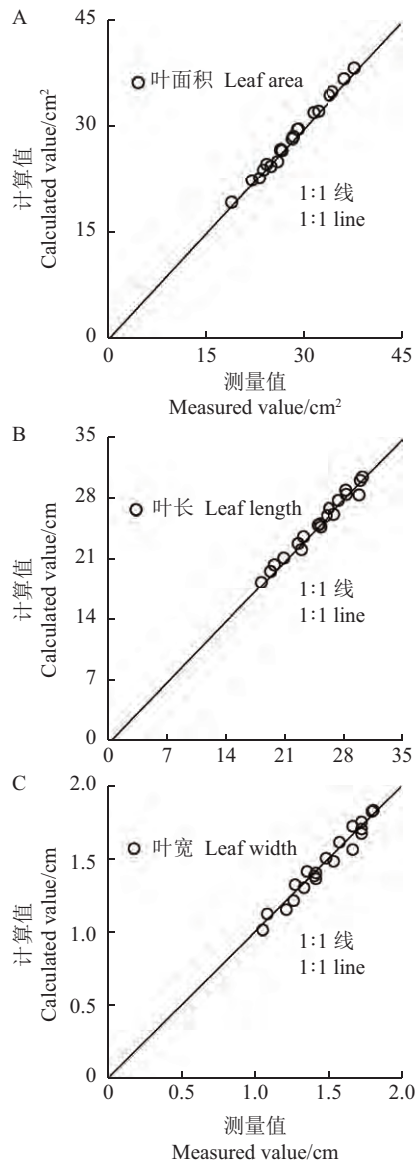 A
45
30
15
0
计算值
Calculated value/cm²
叶面积 Leaf area
1:1 线
1:1 line
0 15 30 45
测量值
Measured value/cm²
B
35
28
21
14
7
0
计算值
Calculated value/cm
叶长 Leaf length
1:1 线
1:1 line
0 7 14 21 28 35
C
2.0
1.5
1.0
0.5
0
计算值
Calculated value/cm
叶宽 Leaf width
1:1 线
1:1 line
0 0.5 1.0 1.5 2.0
测量值
Measured value/cm